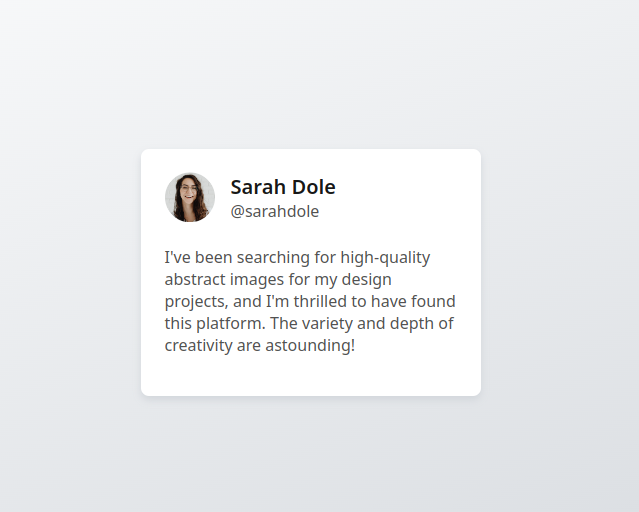 Sarah Dole
@sarahdole
I've been searching for high-quality
abstract images for my design
projects, and I'm thrilled to have found
this platform. The variety and depth of
creativity are astounding!